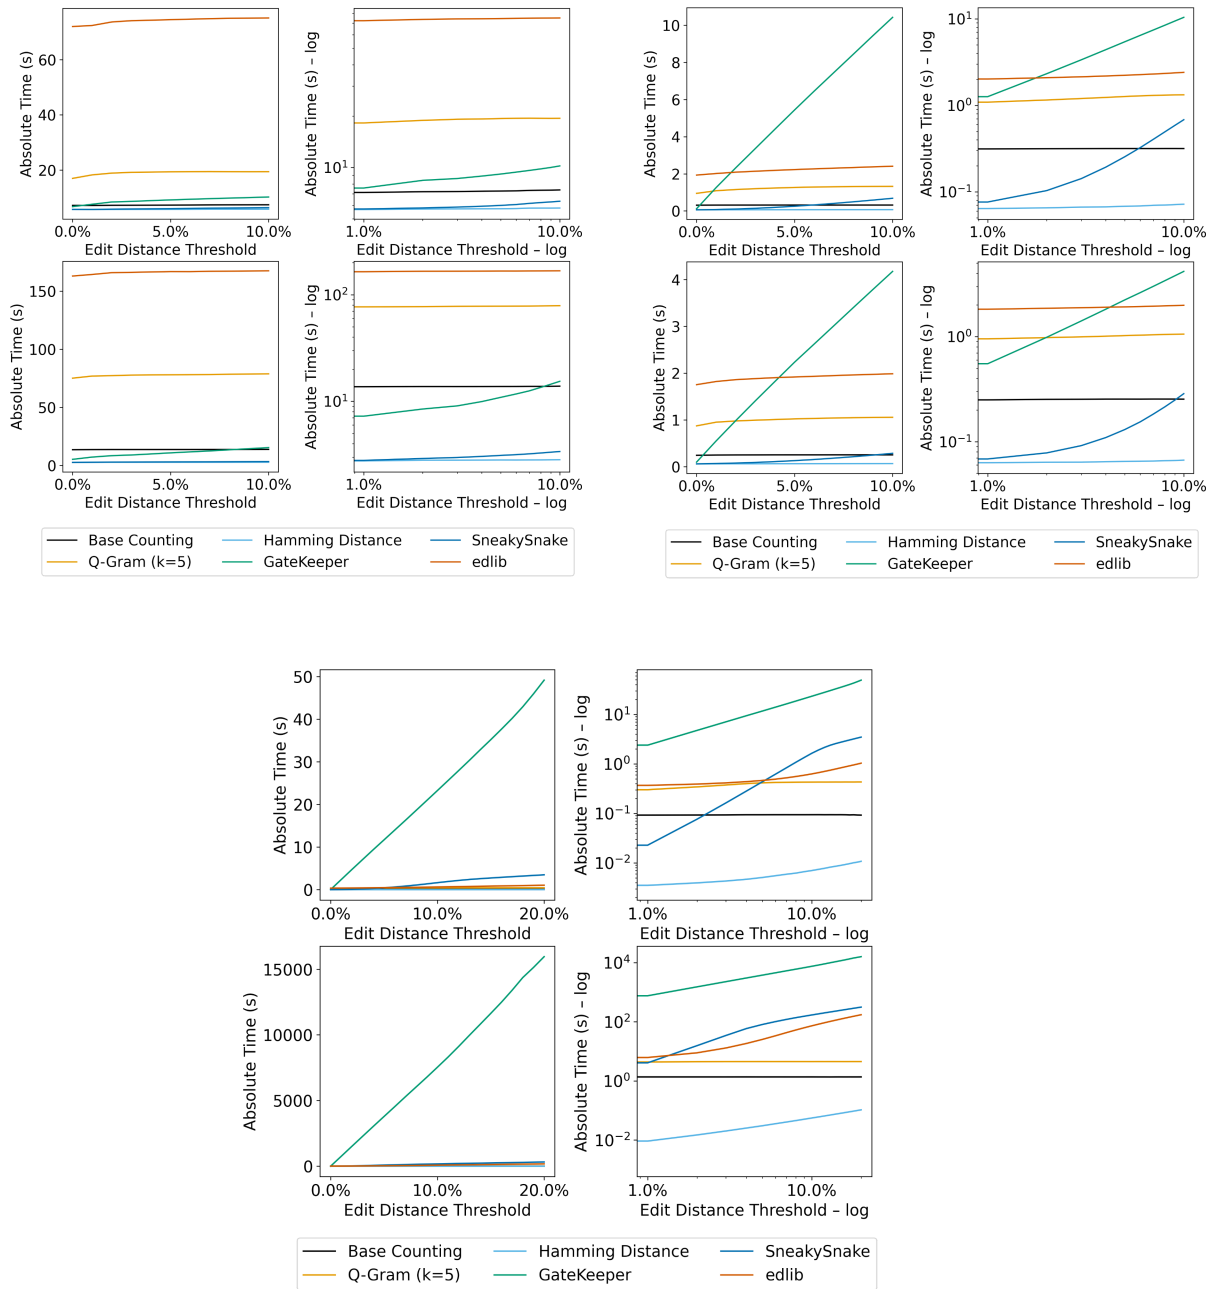 Absolute Time (s)
60
40
20
0.0% 5.0% 10.0%
Edit Distance Threshold
Absolute Time (s) – log
10^1
1.0% 10.0%
Edit Distance Threshold – log
Absolute Time (s)
150
100
50
0
0.0% 5.0% 10.0%
Edit Distance Threshold
Absolute Time (s) – log
10^2
10^1
1.0% 10.0%
Edit Distance Threshold – log
Base Counting Hamming Distance SneakySnake
Q-Gram (k=5) GateKeeper edlib
Absolute Time (s)
10
8
6
4
2
0
0.0% 5.0% 10.0%
Edit Distance Threshold
Absolute Time (s) – log
10^1
10^0
10^−1
1.0% 10.0%
Edit Distance Threshold – log
Absolute Time (s)
4
3
2
1
0
0.0% 5.0% 10.0%
Edit Distance Threshold
Absolute Time (s) – log
10^0
10^−1
1.0% 10.0%
Edit Distance Threshold – log
Base Counting Hamming Distance SneakySnake
Q-Gram (k=5) GateKeeper edlib
Absolute Time (s)
50
40
30
20
10
0
0.0% 10.0% 20.0%
Edit Distance Threshold
Absolute Time (s) – log
10^1
10^0
10^−1
10^−2
1.0% 10.0%
Edit Distance Threshold – log
Absolute Time (s)
15000
10000
5000
0
0.0% 10.0% 20.0%
Edit Distance Threshold
Absolute Time (s) – log
10^4
10^2
10^0
10^−2
1.0% 10.0%
Edit Distance Threshold – log
Base Counting Hamming Distance SneakySnake
Q-Gram (k=5) GateKeeper edlib